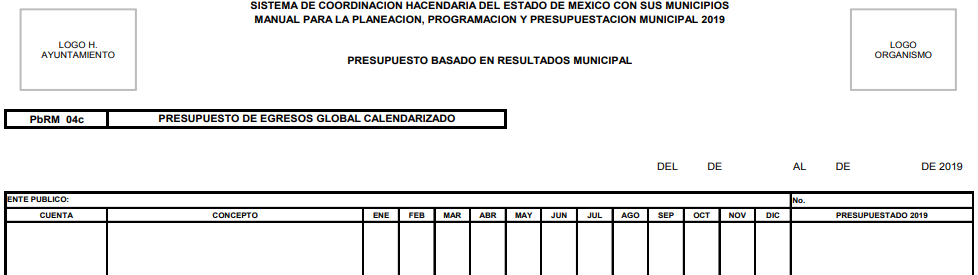 SISTEMA DE COORDINACION HACENDARIA DEL ESTADO DE MEXICO CON SUS MUNICIPIOS
MANUAL PARA LA PLANEACION, PROGRAMACION Y PRESUPUESTACION MUNICIPAL 2019
LOGO H.
AYUNTAMIENTO
LOGO
ORGANISMO
PRESUPUESTO BASADO EN RESULTADOS MUNICIPAL
PbRM 04c PRESUPUESTO DE EGRESOS GLOBAL CALENDARIZADO
DEL DE AL DE DE 2019
ENTE PUBLICO: No.
CUENTA CONCEPTO ENE FEB MAR ABR MAY JUN JUL AGO SEP OCT NOV DIC PRESUPUESTADO 2019